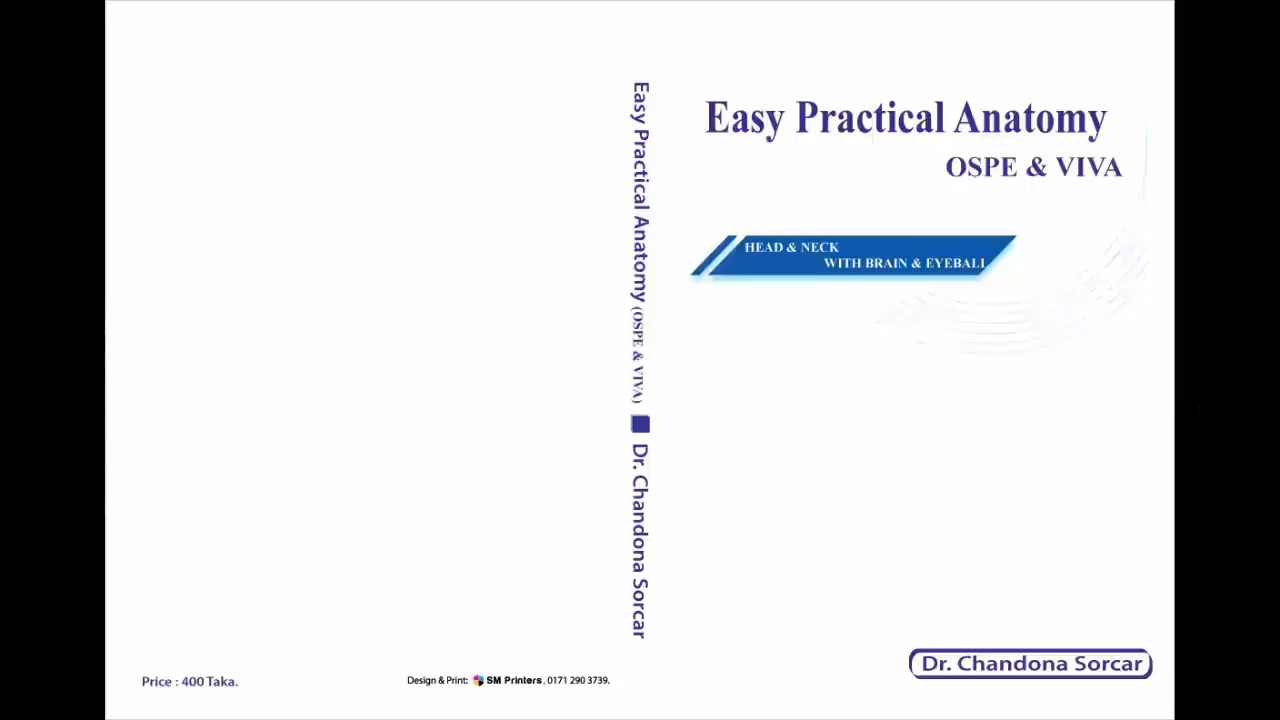 Easy Practical Anatomy
OSPE & VIVA
HEAD & NECK
WITH BRAIN & EYEBALL
Dr. Chandona Sorcar
Easy Practical Anatomy (OSPE & VIVA) Dr. Chandona Sorcar
Price : 400 Taka.
Design & Print: SM Printers, 0171 290 3739.